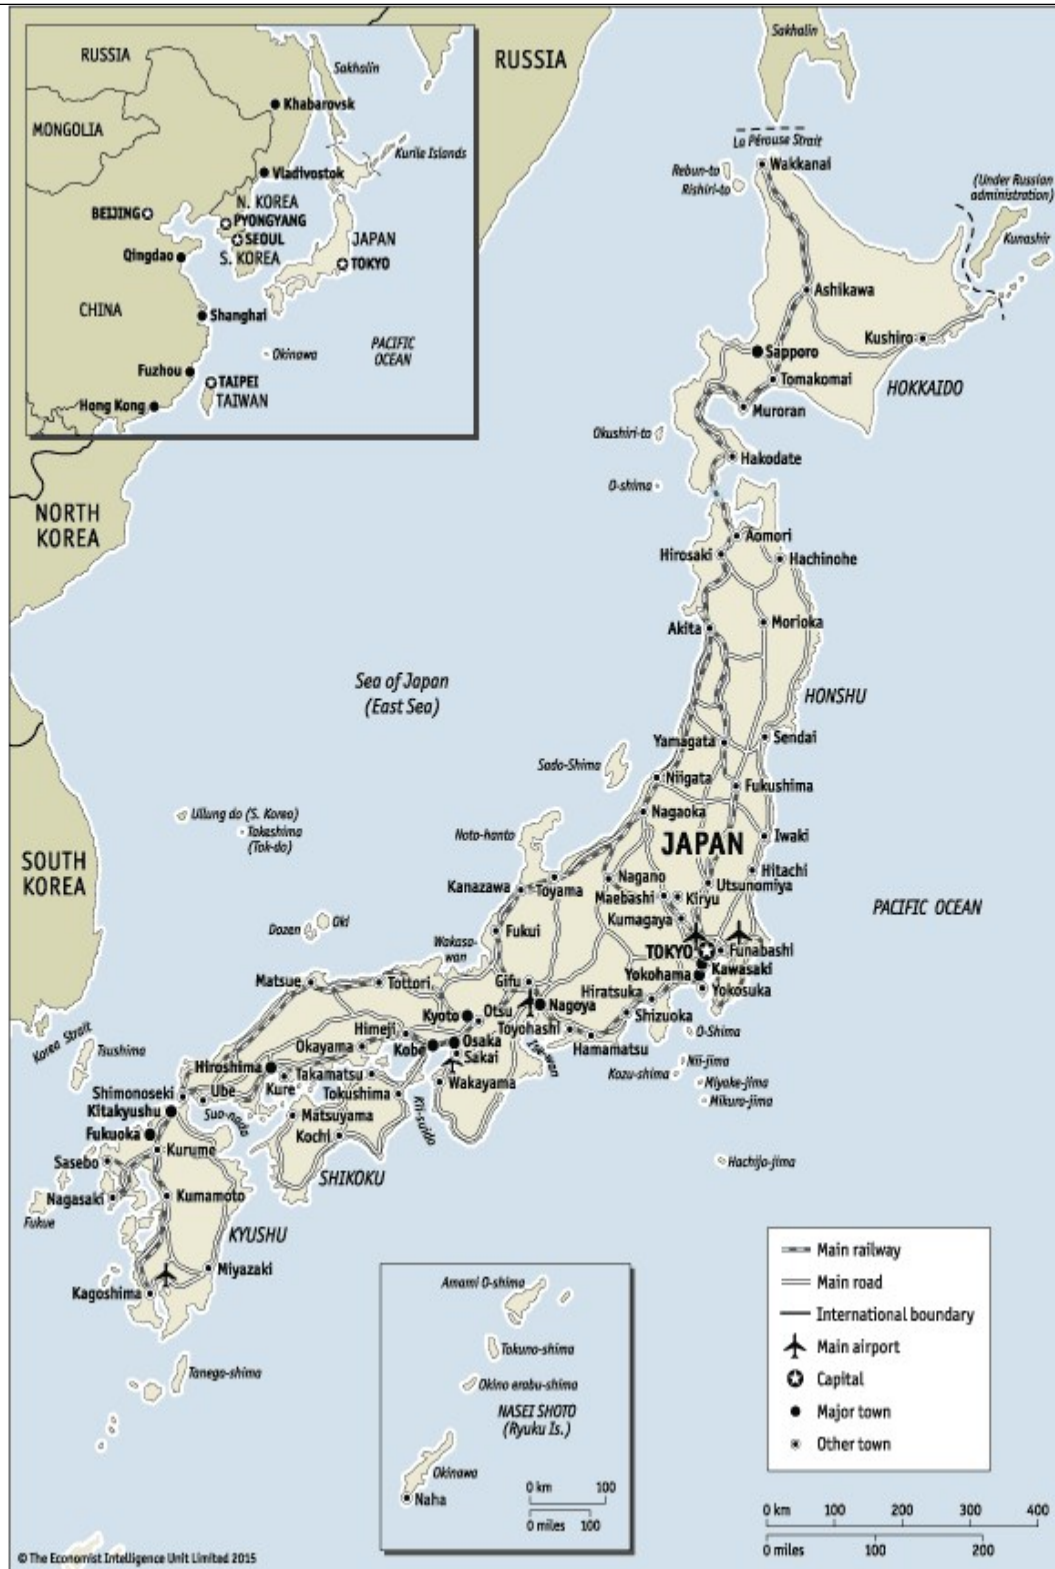 RUSSIA
Sakhalin
Khabarovsk
MONGOLIA
Kurile Islands
Vladivostok
N. KOREA
BEIJING
PYONGYANG
SEOUL
JAPAN
Qingdao
S. KOREA
TOKYO
CHINA
Shanghai
PACIFIC
OCEAN
Okinawa
Fuzhou
TAIPEI
TAIWAN
Hong Kong
RUSSIA
Sakhalin
La Pérouse Strait
Wakkanai
Rebun-to
Rishiri-to
(Under Russian
administration)
Kunashir
Ashikawa
Kushiro
Sapporo
Tomakomai
HOKKAIDO
Muroran
Okushiri-to
Hakodate
O-shima
NORTH
KOREA
Aomori
Hirosaki
Hachinohe
Akita
Morioka
Sea of Japan
(East Sea)
HONSHU
Yamagata
Sendai
Sado-Shima
Niigata
Fukushima
Nagaoka
Ullung do (S. Korea)
Takeshima
(Tok-do)
Noto-hanto
JAPAN
Iwaki
SOUTH
KOREA
Hitachi
Kanazawa
Toyama
Nagano
Utsunomiya
Maebashi
Kiryu
PACIFIC OCEAN
Kumagaya
Dozen
Oki
Fukui
Wakasa-
wan
TOKYO
Funabashi
Yokohama
Kawasaki
Matsue
Tottori
Gifu
Hiratsuka
Yokosuka
Kyoto
Otsu
Nagoya
Shizuoka
Korea Strait
Tsushima
Himeji
Toyohashi
O-Shima
Okayama
Kobe
Osaka
Sakai
Hamamatsu
Ise-wan
Nii-jima
Hiroshima
Takamatsu
Kozu-shima
Miyake-jima
Shimonoseki
Ube
Kure
Tokushima
Wakayama
Mikura-jima
Kitakyushu
Suo-nada
Matsuyama
Kii-suido
Fukuoka
Kochi
Kurume
Sasebo
SHIKOKU
Hachijo-jima
Nagasaki
Kumamoto
Fukue
KYUSHU
Miyazaki
Kagoshima
Tanega-shima
Amami O-shima
Tokuno-shima
Okino erabu-shima
NASEI SHOTO
(Ryuku Is.)
Okinawa
Naha
0 km 100
0 miles 100
Main railway
Main road
International boundary
Main airport
Capital
Major town
Other town
0 km 100 200 300 400
0 miles 100 200
© The Economist Intelligence Unit Limited 2015